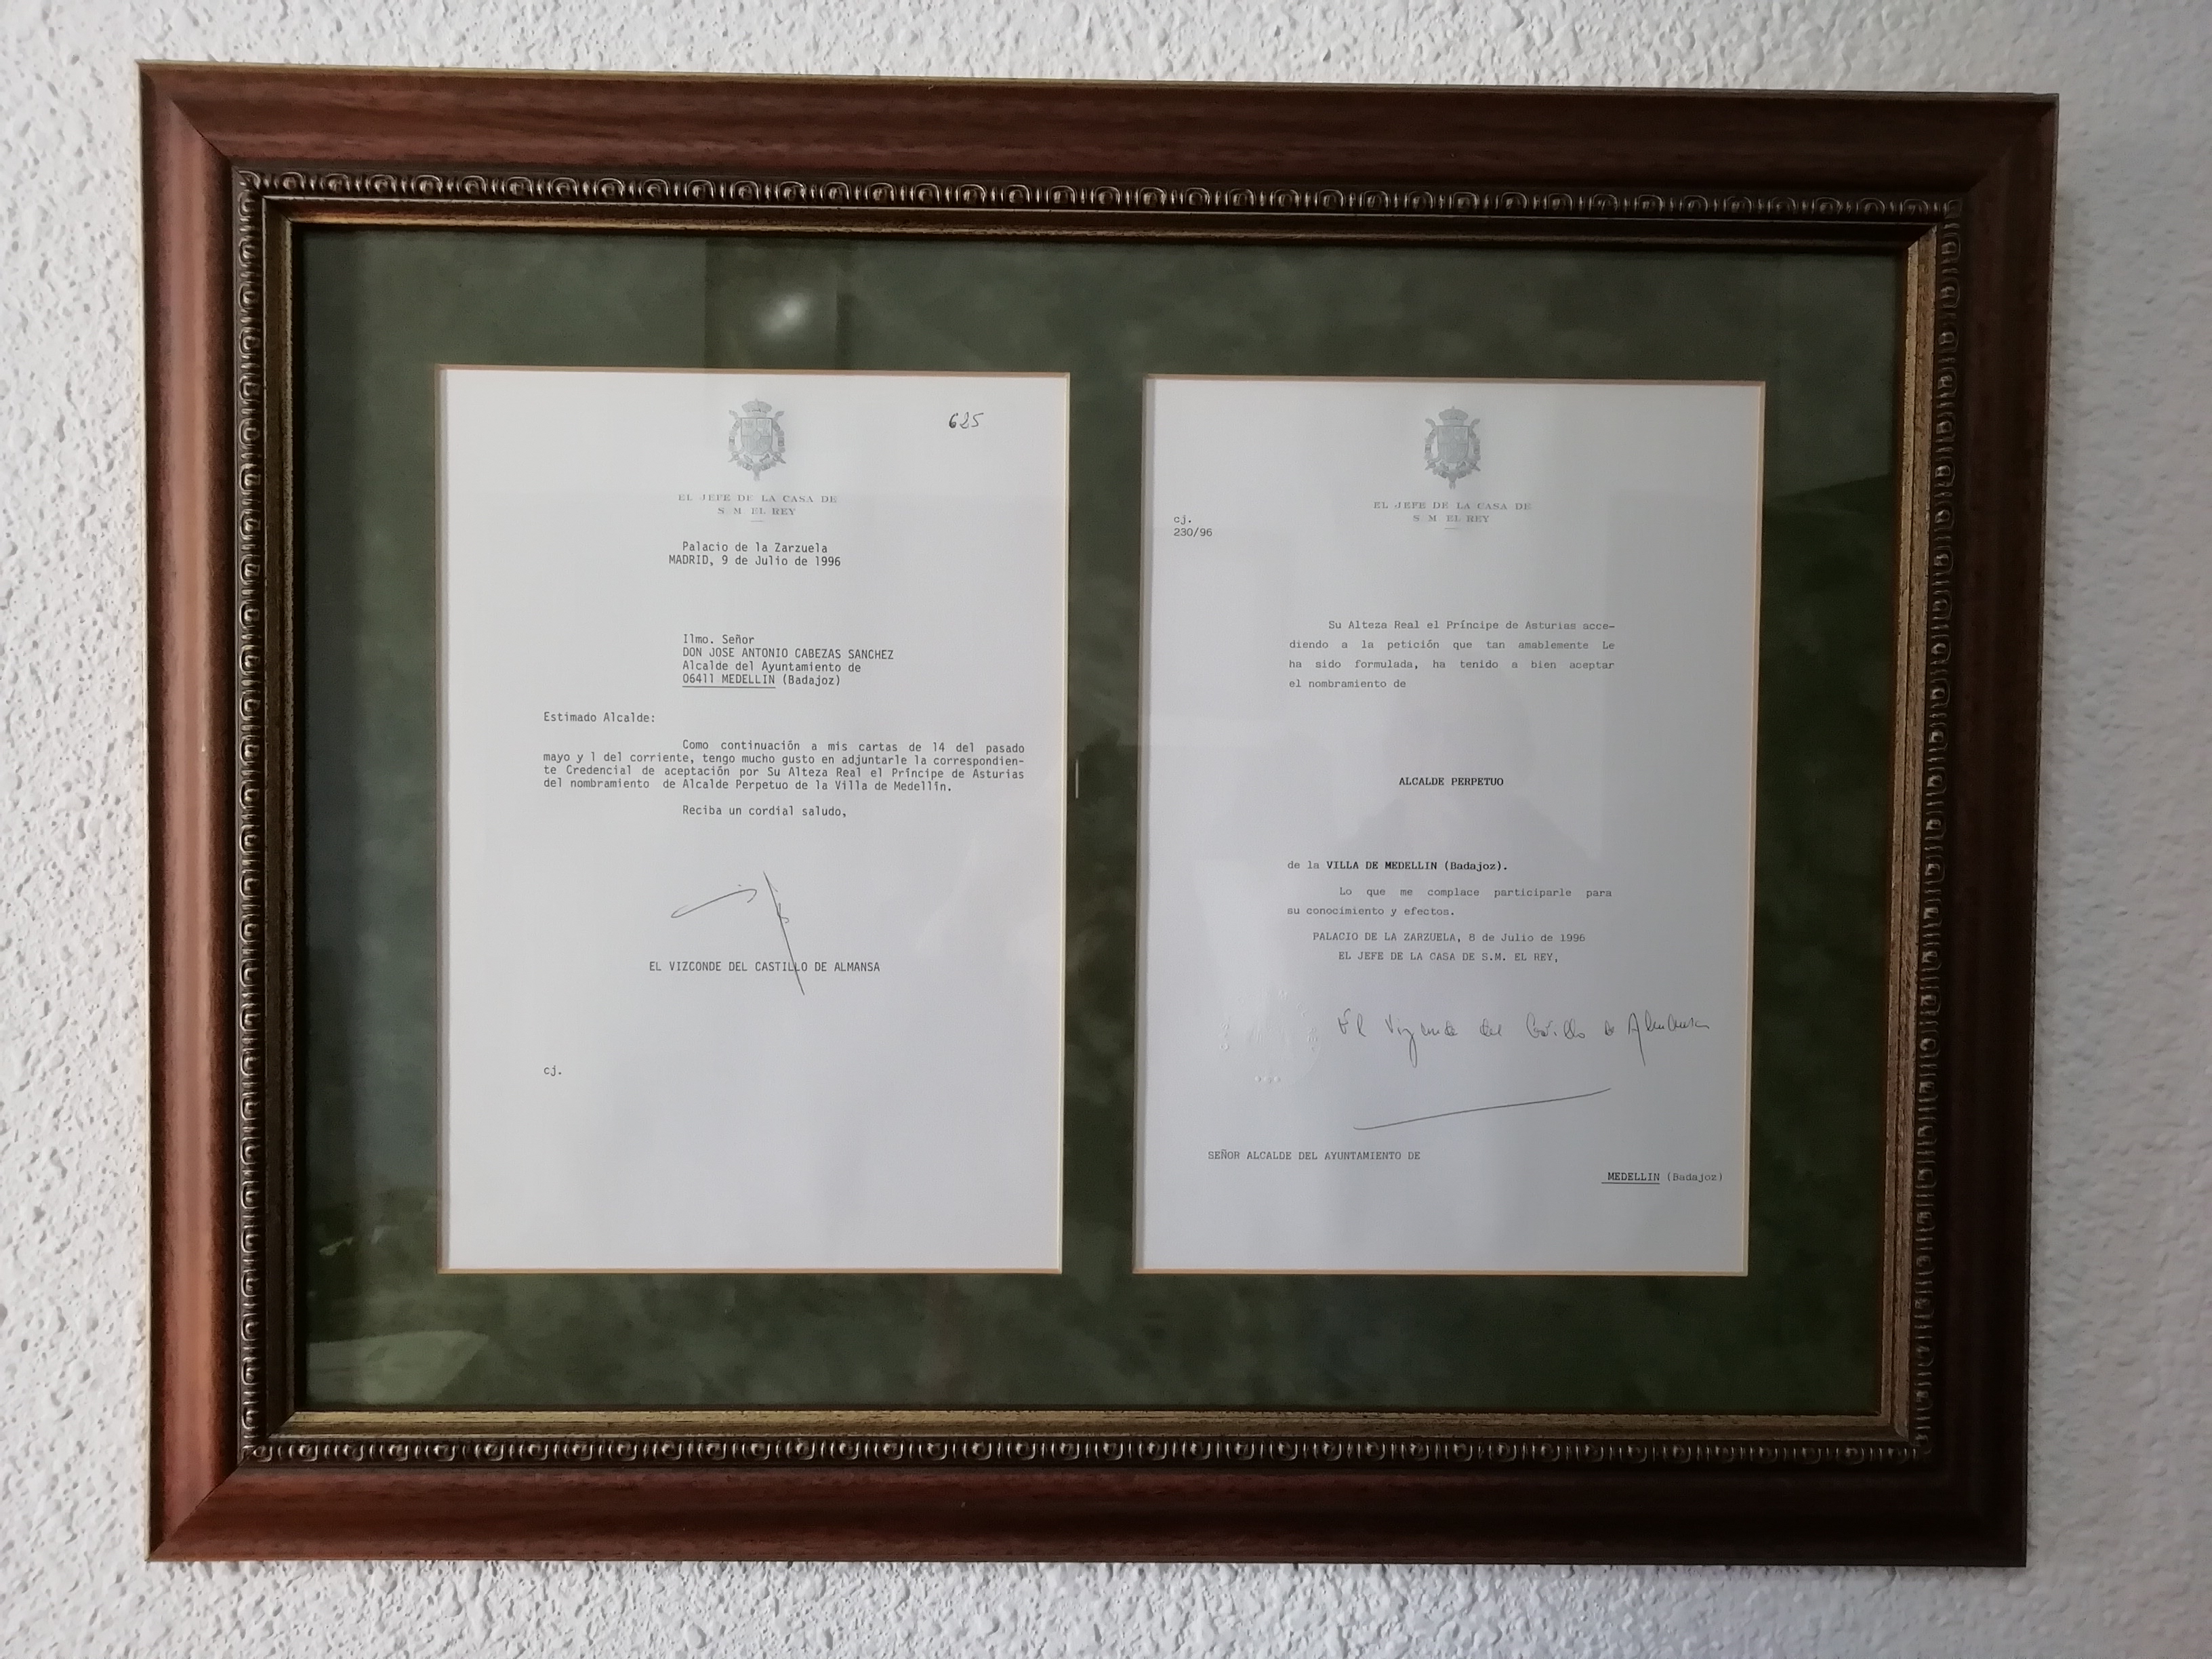 625
EL JEFE DE LA CASA DE
S. M. EL REY
Palacio de la Zarzuela
MADRID, 9 de Julio de 1996
Ilmo. Señor
DON JOSE ANTONIO CABEZAS SANCHEZ
Alcalde del Ayuntamiento de
06411 MEDELLIN (Badajoz)
Estimado Alcalde:
Como continuación a mis cartas de 14 del pasado
mayo y 1 del corriente, tengo mucho gusto en adjuntarle la correspondien-
te Credencial de aceptación por Su Alteza Real el Príncipe de Asturias
del nombramiento de Alcalde Perpetuo de la Villa de Medellín.
Reciba un cordial saludo,
EL VIZCONDE DEL CASTILLO DE ALMANSA
cj.
EL JEFE DE LA CASA DE
S. M. EL REY
cj.
230/96
Su Alteza Real el Príncipe de Asturias acce-
diendo a la petición que tan amablemente Le
ha sido formulada, ha tenido a bien aceptar
el nombramiento de
ALCALDE PERPETUO
de la VILLA DE MEDELLIN (Badajoz).
Lo que me complace participarle para
su conocimiento y efectos.
PALACIO DE LA ZARZUELA, 8 de Julio de 1996
EL JEFE DE LA CASA DE S.M. EL REY,
El Vizconde del Castillo de Almansa
SEÑOR ALCALDE DEL AYUNTAMIENTO DE
MEDELLIN (Badajoz)